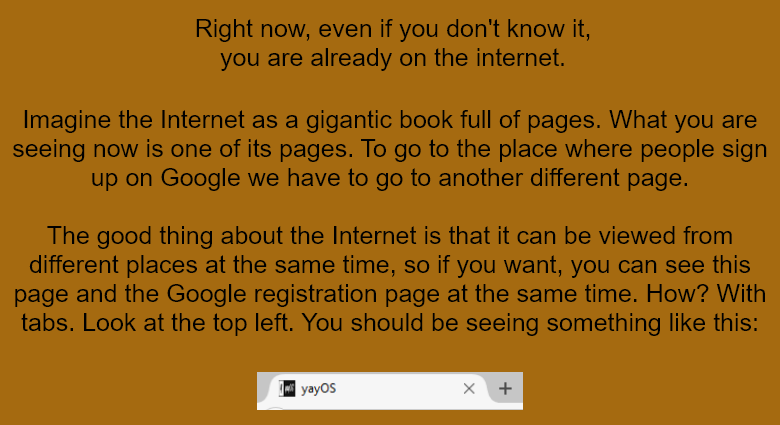 Right now, even if you don't know it,
you are already on the internet.
Imagine the Internet as a gigantic book full of pages. What you are
seeing now is one of its pages. To go to the place where people sign
up on Google we have to go to another different page.
The good thing about the Internet is that it can be viewed from
different places at the same time, so if you want, you can see this
page and the Google registration page at the same time. How? With
tabs. Look at the top left. You should be seeing something like this:
yayOS